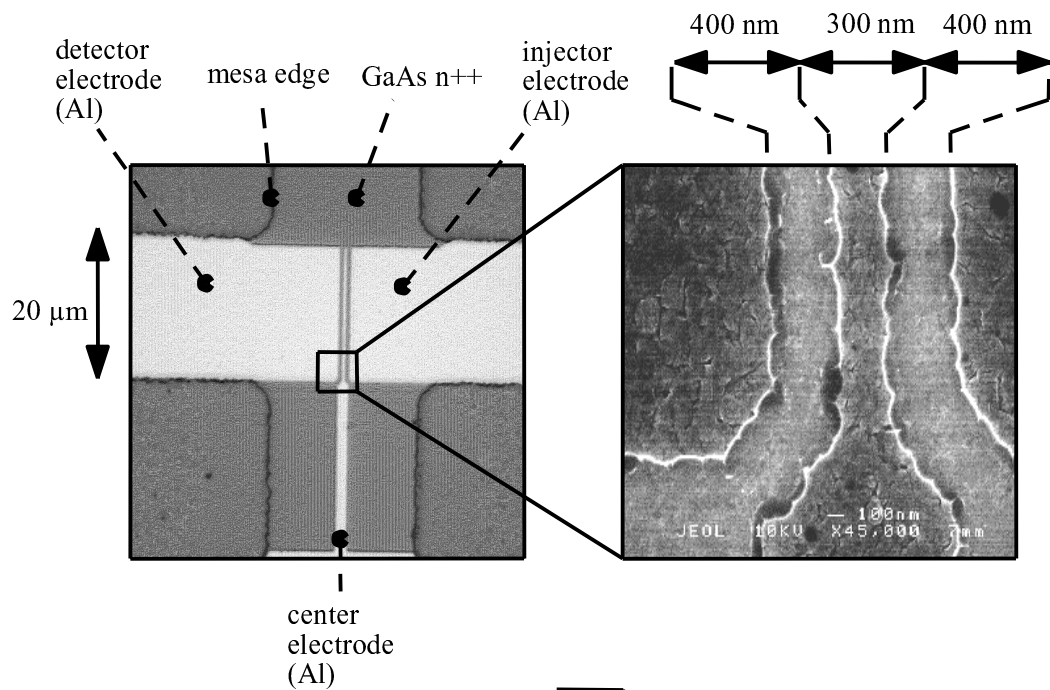 detector
electrode
(Al)
mesa edge
GaAs n++
injector
electrode
(Al)
400 nm
300 nm
400 nm
20 µm
100nm
JEOL 10KV X45,000 7mm
center
electrode
(Al)